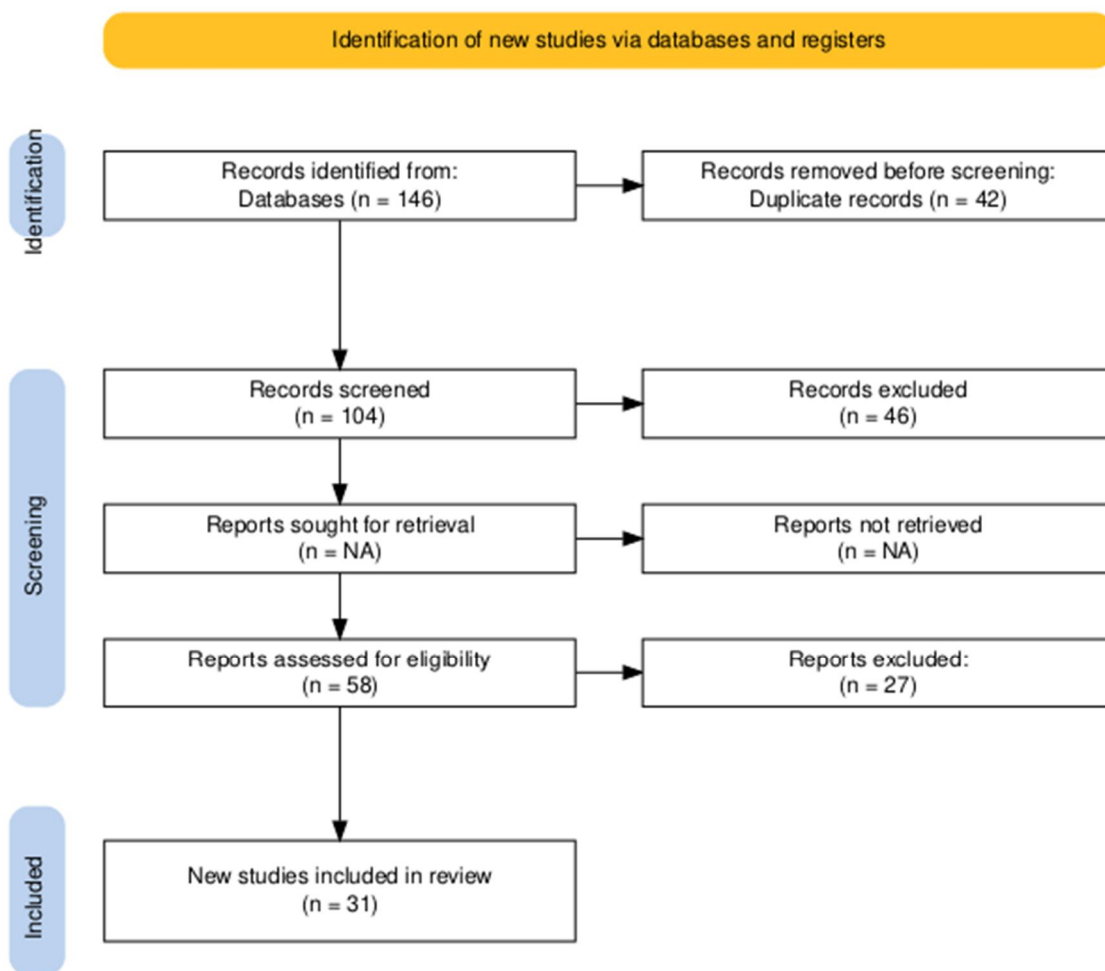 Identification of new studies via databases and registers
Identification
Records identified from:
Databases (n = 146)
Records removed before screening:
Duplicate records (n = 42)
Screening
Records screened
(n = 104)
Records excluded
(n = 46)
Reports sought for retrieval
(n = NA)
Reports not retrieved
(n = NA)
Reports assessed for eligibility
(n = 58)
Reports excluded:
(n = 27)
Included
New studies included in review
(n = 31)